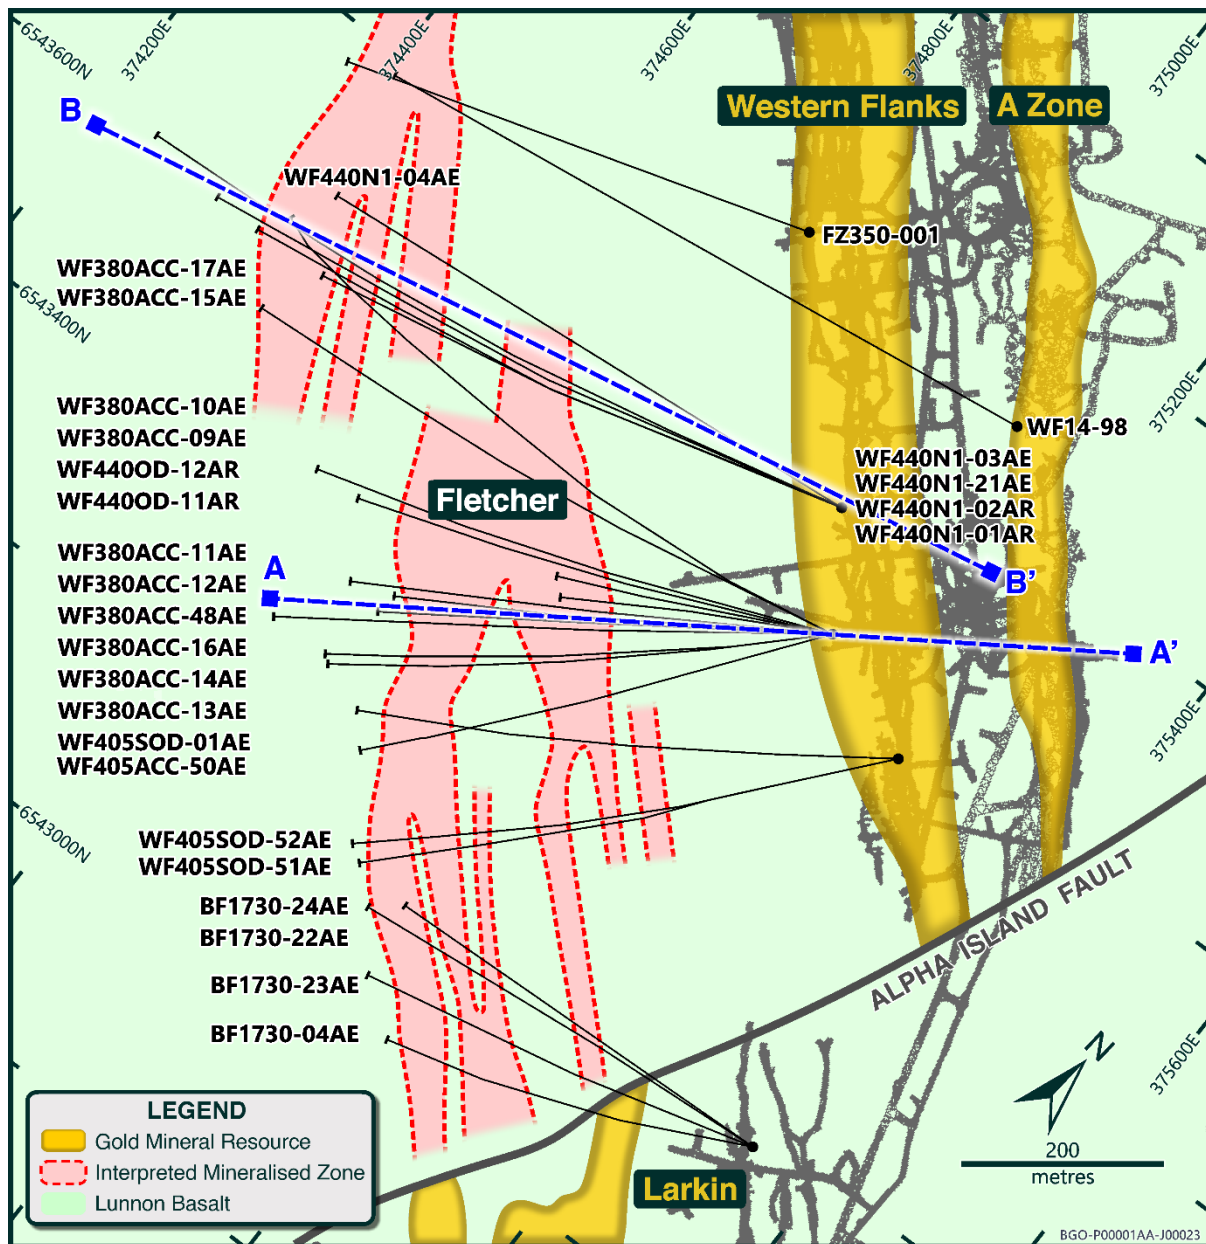 6543600N
374200E
374400E
374600E
374800E
375000E
B
Western Flanks
A Zone
WF440N1-04AE
FZ350-001
WF380ACC-17AE
WF380ACC-15AE
6543400N
375200E
WF380ACC-10AE
WF380ACC-09AE
WF440OD-12AR
WF440OD-11AR
WF14-98
WF440N1-03AE
WF440N1-21AE
WF440N1-02AR
WF440N1-01AR
Fletcher
WF380ACC-11AE
WF380ACC-12AE
WF380ACC-48AE
WF380ACC-16AE
WF380ACC-14AE
WF380ACC-13AE
WF405SOD-01AE
WF405ACC-50AE
A
B’
A’
375400E
6543000N
WF405SOD-52AE
WF405SOD-51AE
BF1730-24AE
BF1730-22AE
BF1730-23AE
BF1730-04AE
ALPHA ISLAND FAULT
375600E
N
200
metres
LEGEND
Gold Mineral Resource
Interpreted Mineralised Zone
Lunnon Basalt
Larkin
BGO-P00001AA-J00023